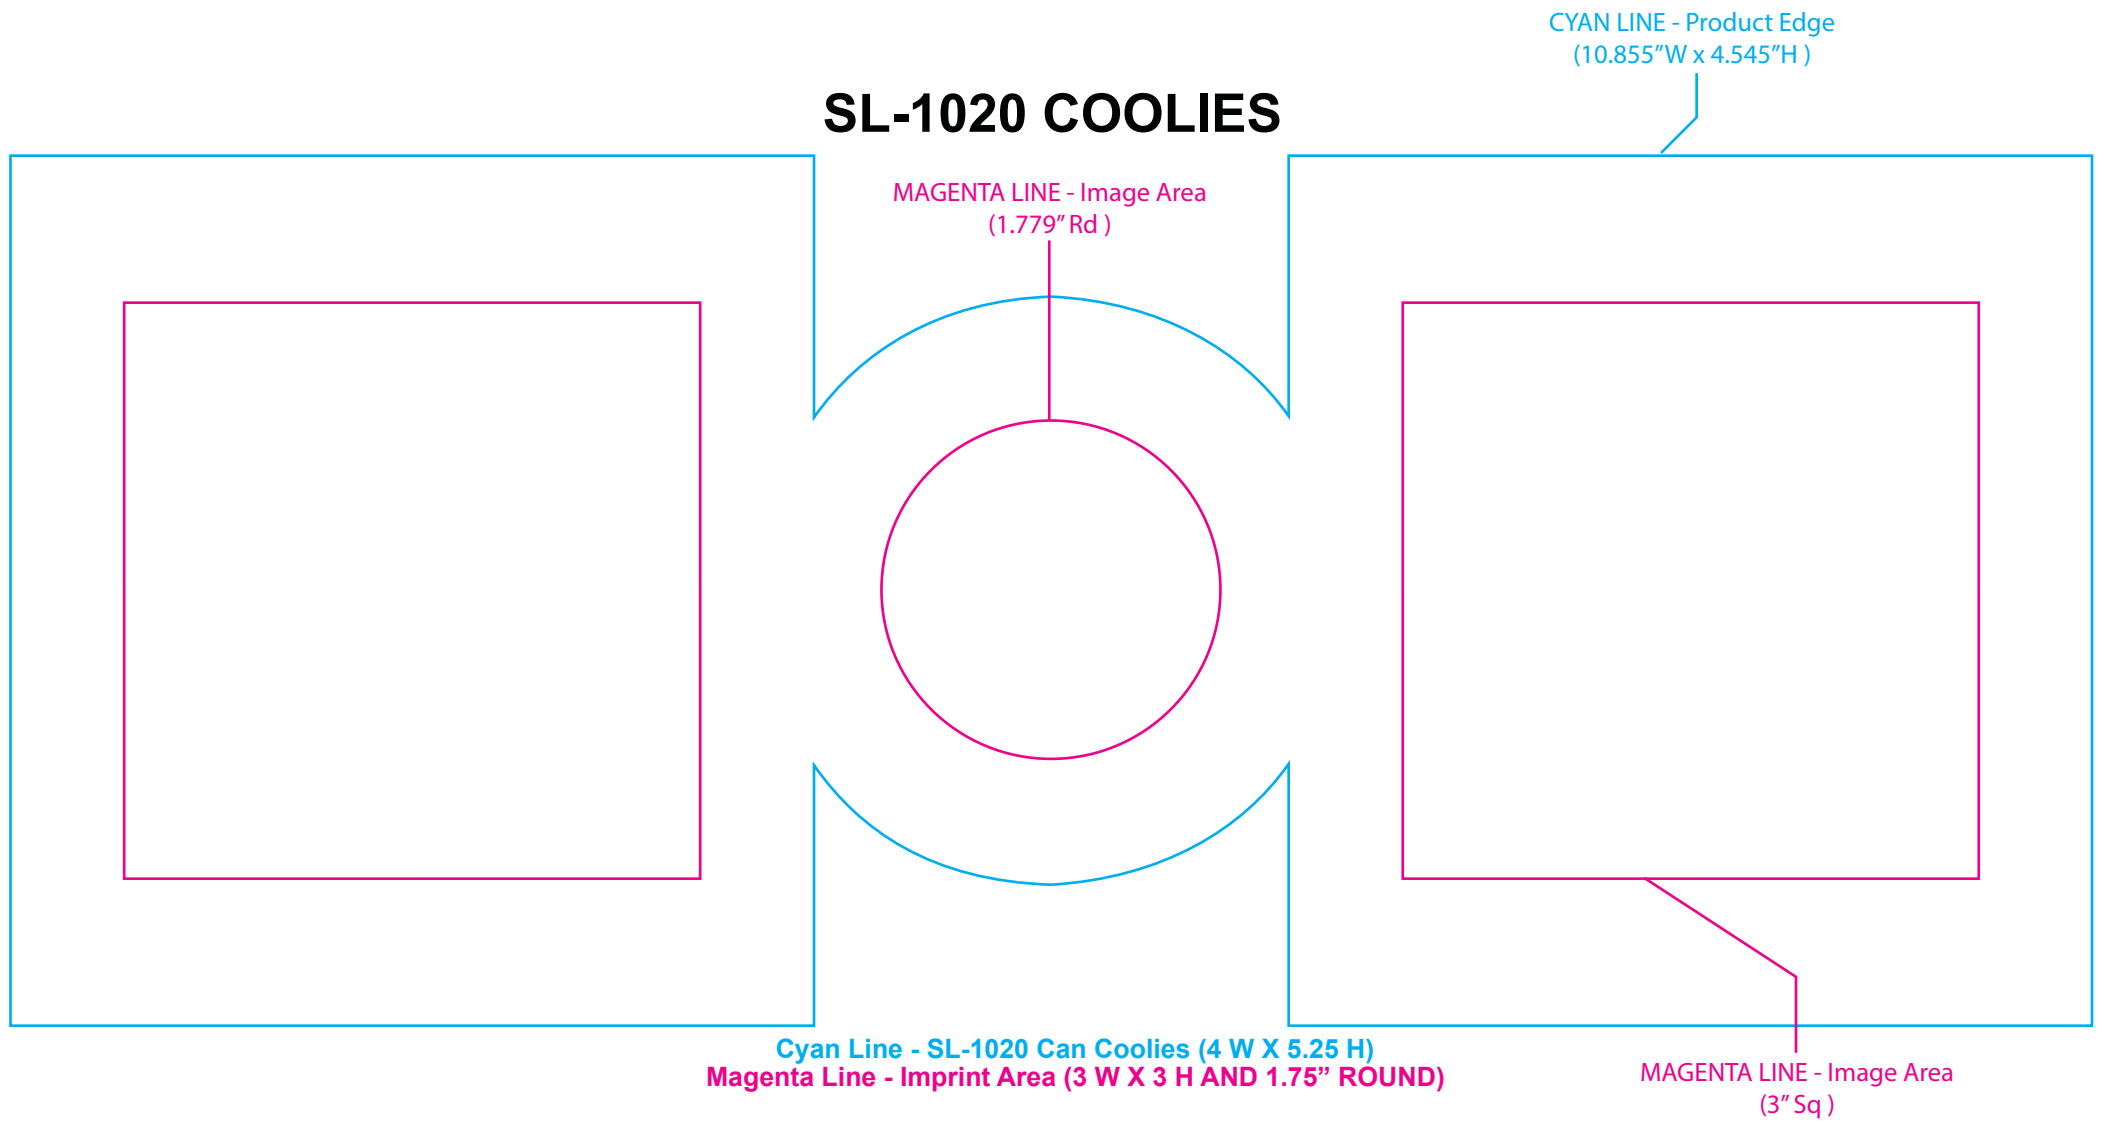 CYAN LINE - Product Edge
(10.855”W x 4.545”H )
SL-1020 COOLIES
MAGENTA LINE - Image Area
(1.779” Rd )
Cyan Line - SL-1020 Can Coolies (4 W X 5.25 H)
Magenta Line - Imprint Area (3 W X 3 H AND 1.75” ROUND)
MAGENTA LINE - Image Area
(3” Sq )